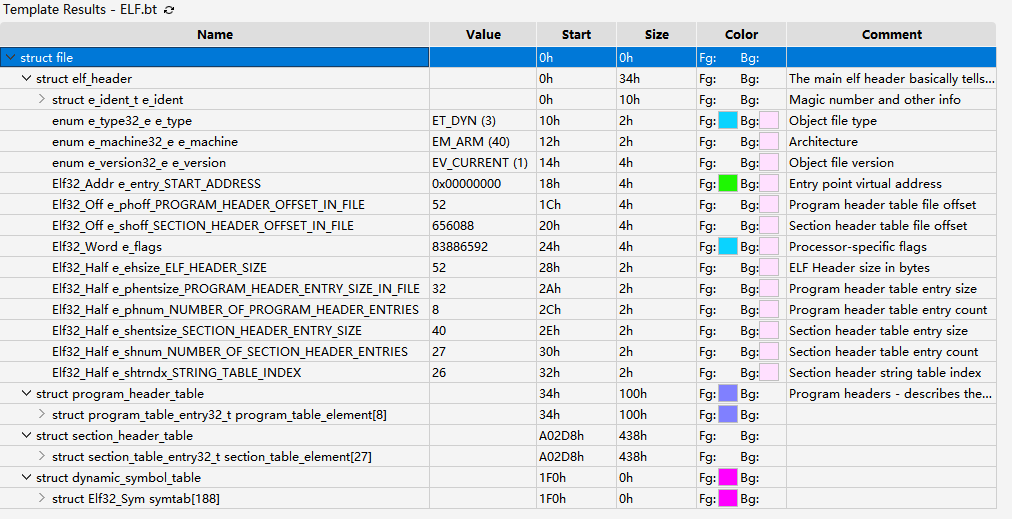 Template Results - ELF.bt
Name Value Start Size Color Comment
struct file 0h 0h Fg: Bg:
struct elf_header 0h 34h Fg: Bg: The main elf header basically tells...
struct e_ident_t e_ident 0h 10h Fg: Bg: Magic number and other info
enum e_type32_e e_type ET_DYN (3) 10h 2h Fg: Bg: Object file type
enum e_machine32_e e_machine EM_ARM (40) 12h 2h Fg: Bg: Architecture
enum e_version32_e e_version EV_CURRENT (1) 14h 4h Fg: Bg: Object file version
Elf32_Addr e_entry_START_ADDRESS 0x00000000 18h 4h Fg: Bg: Entry point virtual address
Elf32_Off e_phoff_PROGRAM_HEADER_OFFSET_IN_FILE 52 1Ch 4h Fg: Bg: Program header table file offset
Elf32_Off e_shoff_SECTION_HEADER_OFFSET_IN_FILE 656088 20h 4h Fg: Bg: Section header table file offset
Elf32_Word e_flags 83886592 24h 4h Fg: Bg: Processor-specific flags
Elf32_Half e_ehsize_ELF_HEADER_SIZE 52 28h 2h Fg: Bg: ELF Header size in bytes
Elf32_Half e_phentsize_PROGRAM_HEADER_ENTRY_SIZE_IN_FILE 32 2Ah 2h Fg: Bg: Program header table entry size
Elf32_Half e_phnum_NUMBER_OF_PROGRAM_HEADER_ENTRIES 8 2Ch 2h Fg: Bg: Program header table entry count
Elf32_Half e_shentsize_SECTION_HEADER_ENTRY_SIZE 40 2Eh 2h Fg: Bg: Section header table entry size
Elf32_Half e_shnum_NUMBER_OF_SECTION_HEADER_ENTRIES 27 30h 2h Fg: Bg: Section header table entry count
Elf32_Half e_shtrndx_STRING_TABLE_INDEX 26 32h 2h Fg: Bg: Section header string table index
struct program_header_table 34h 100h Fg: Bg: Program headers - describes the...
struct program_table_entry32_t program_table_element[8] 34h 100h Fg: Bg:
struct section_header_table A02D8h 438h Fg: Bg:
struct section_table_entry32_t section_table_element[27] A02D8h 438h Fg: Bg:
struct dynamic_symbol_table 1F0h 0h Fg: Bg:
struct Elf32_Sym symtab[188] 1F0h 0h Fg: Bg: